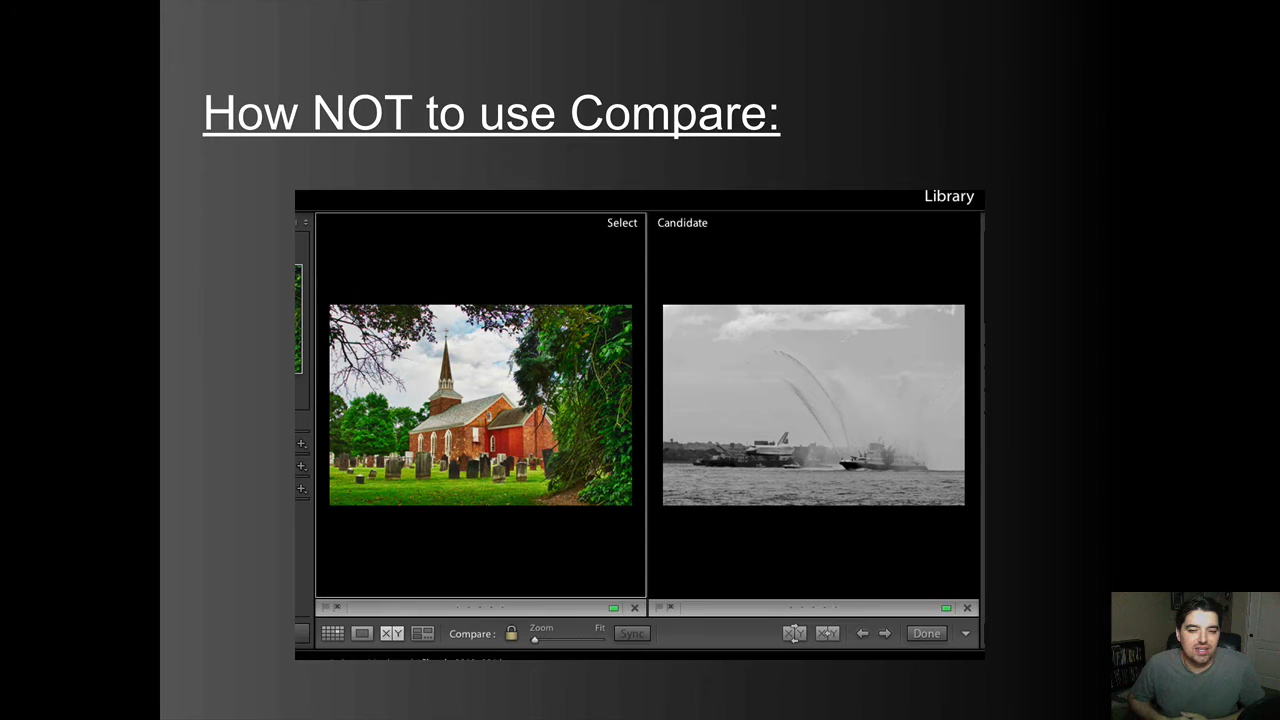 How NOT to use Compare:
Library
Select
Candidate
Compare :
Zoom
Fit
Sync
Done